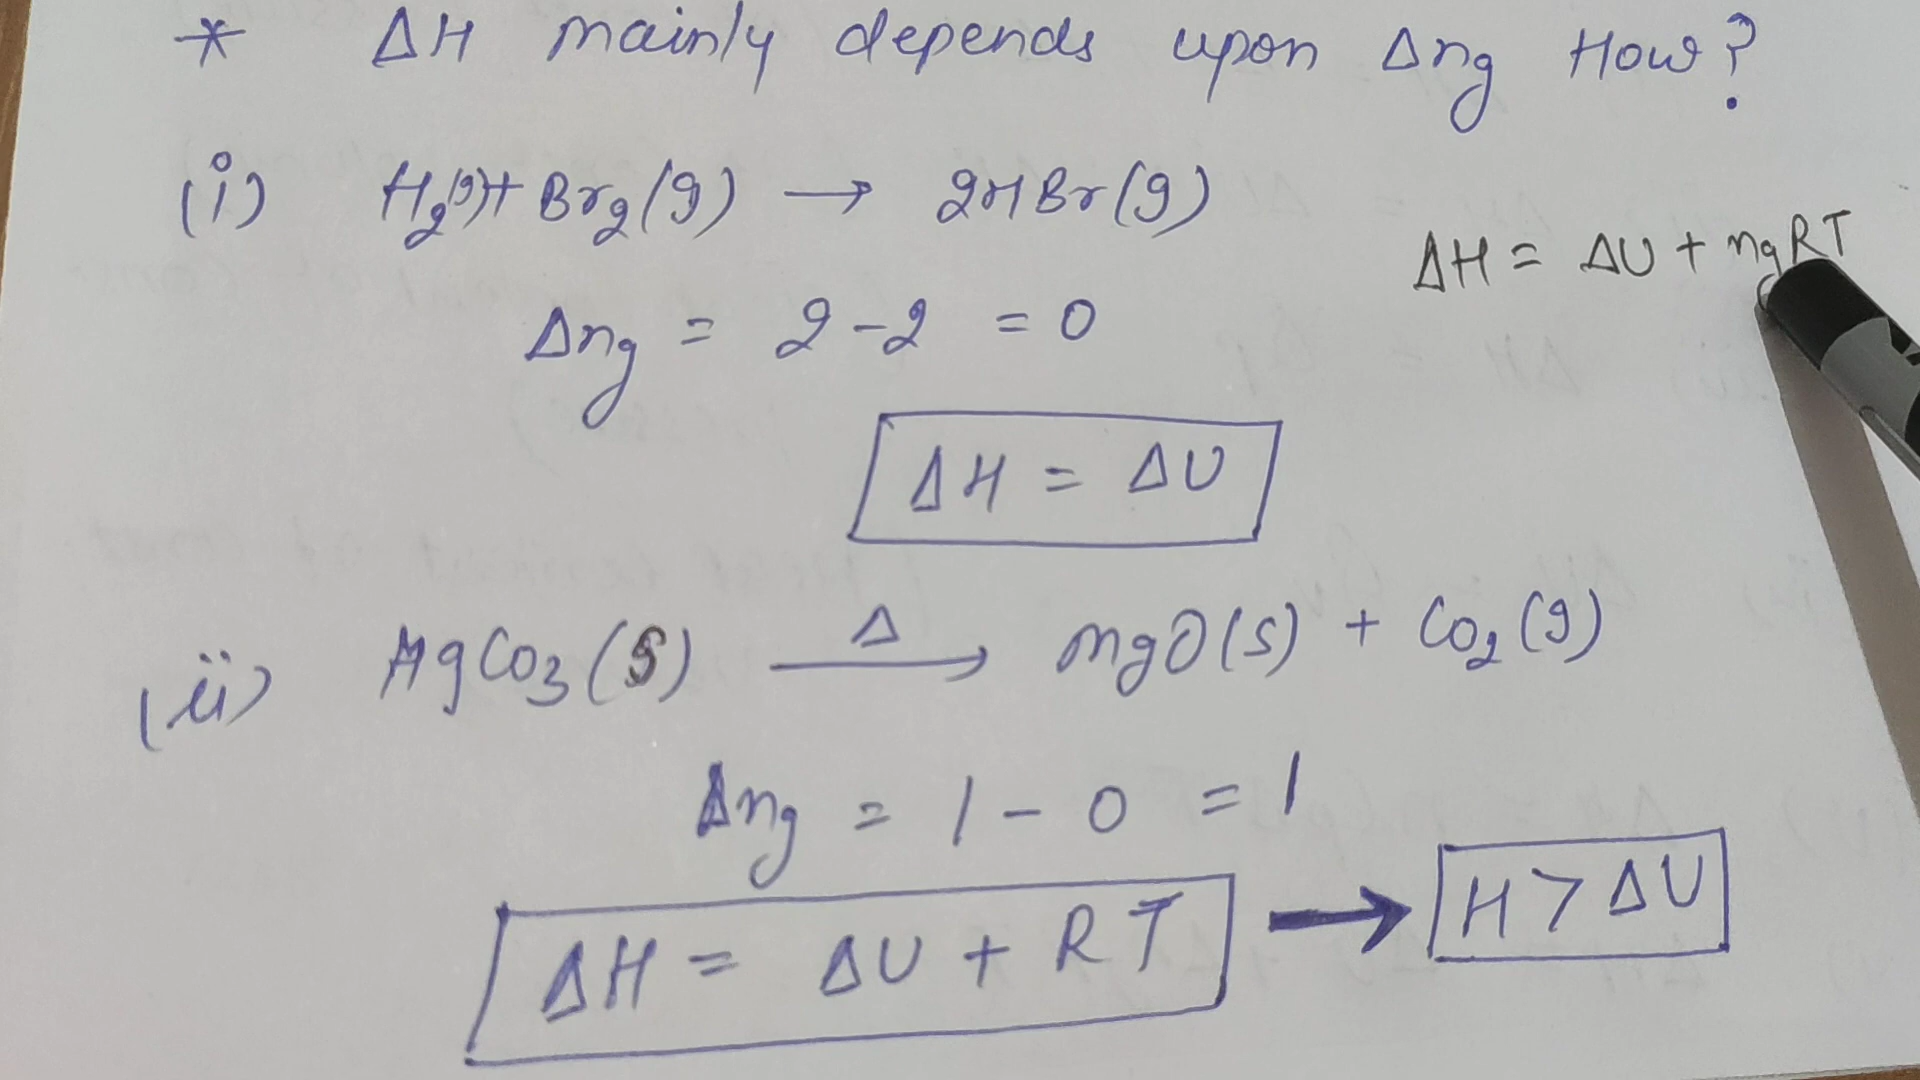 * ΔH mainly depends upon Δng How?
(i) H2(g)+ Br2(g) → 2HBr(g)
ΔH = ΔU + ngRT
Δng = 2-2 = 0
ΔH = ΔU
(ii) MgCO3(s) Δ→ mgO(s) + CO2(g)
Δng = 1 - 0 = 1
ΔH = ΔU + RT → H > ΔU